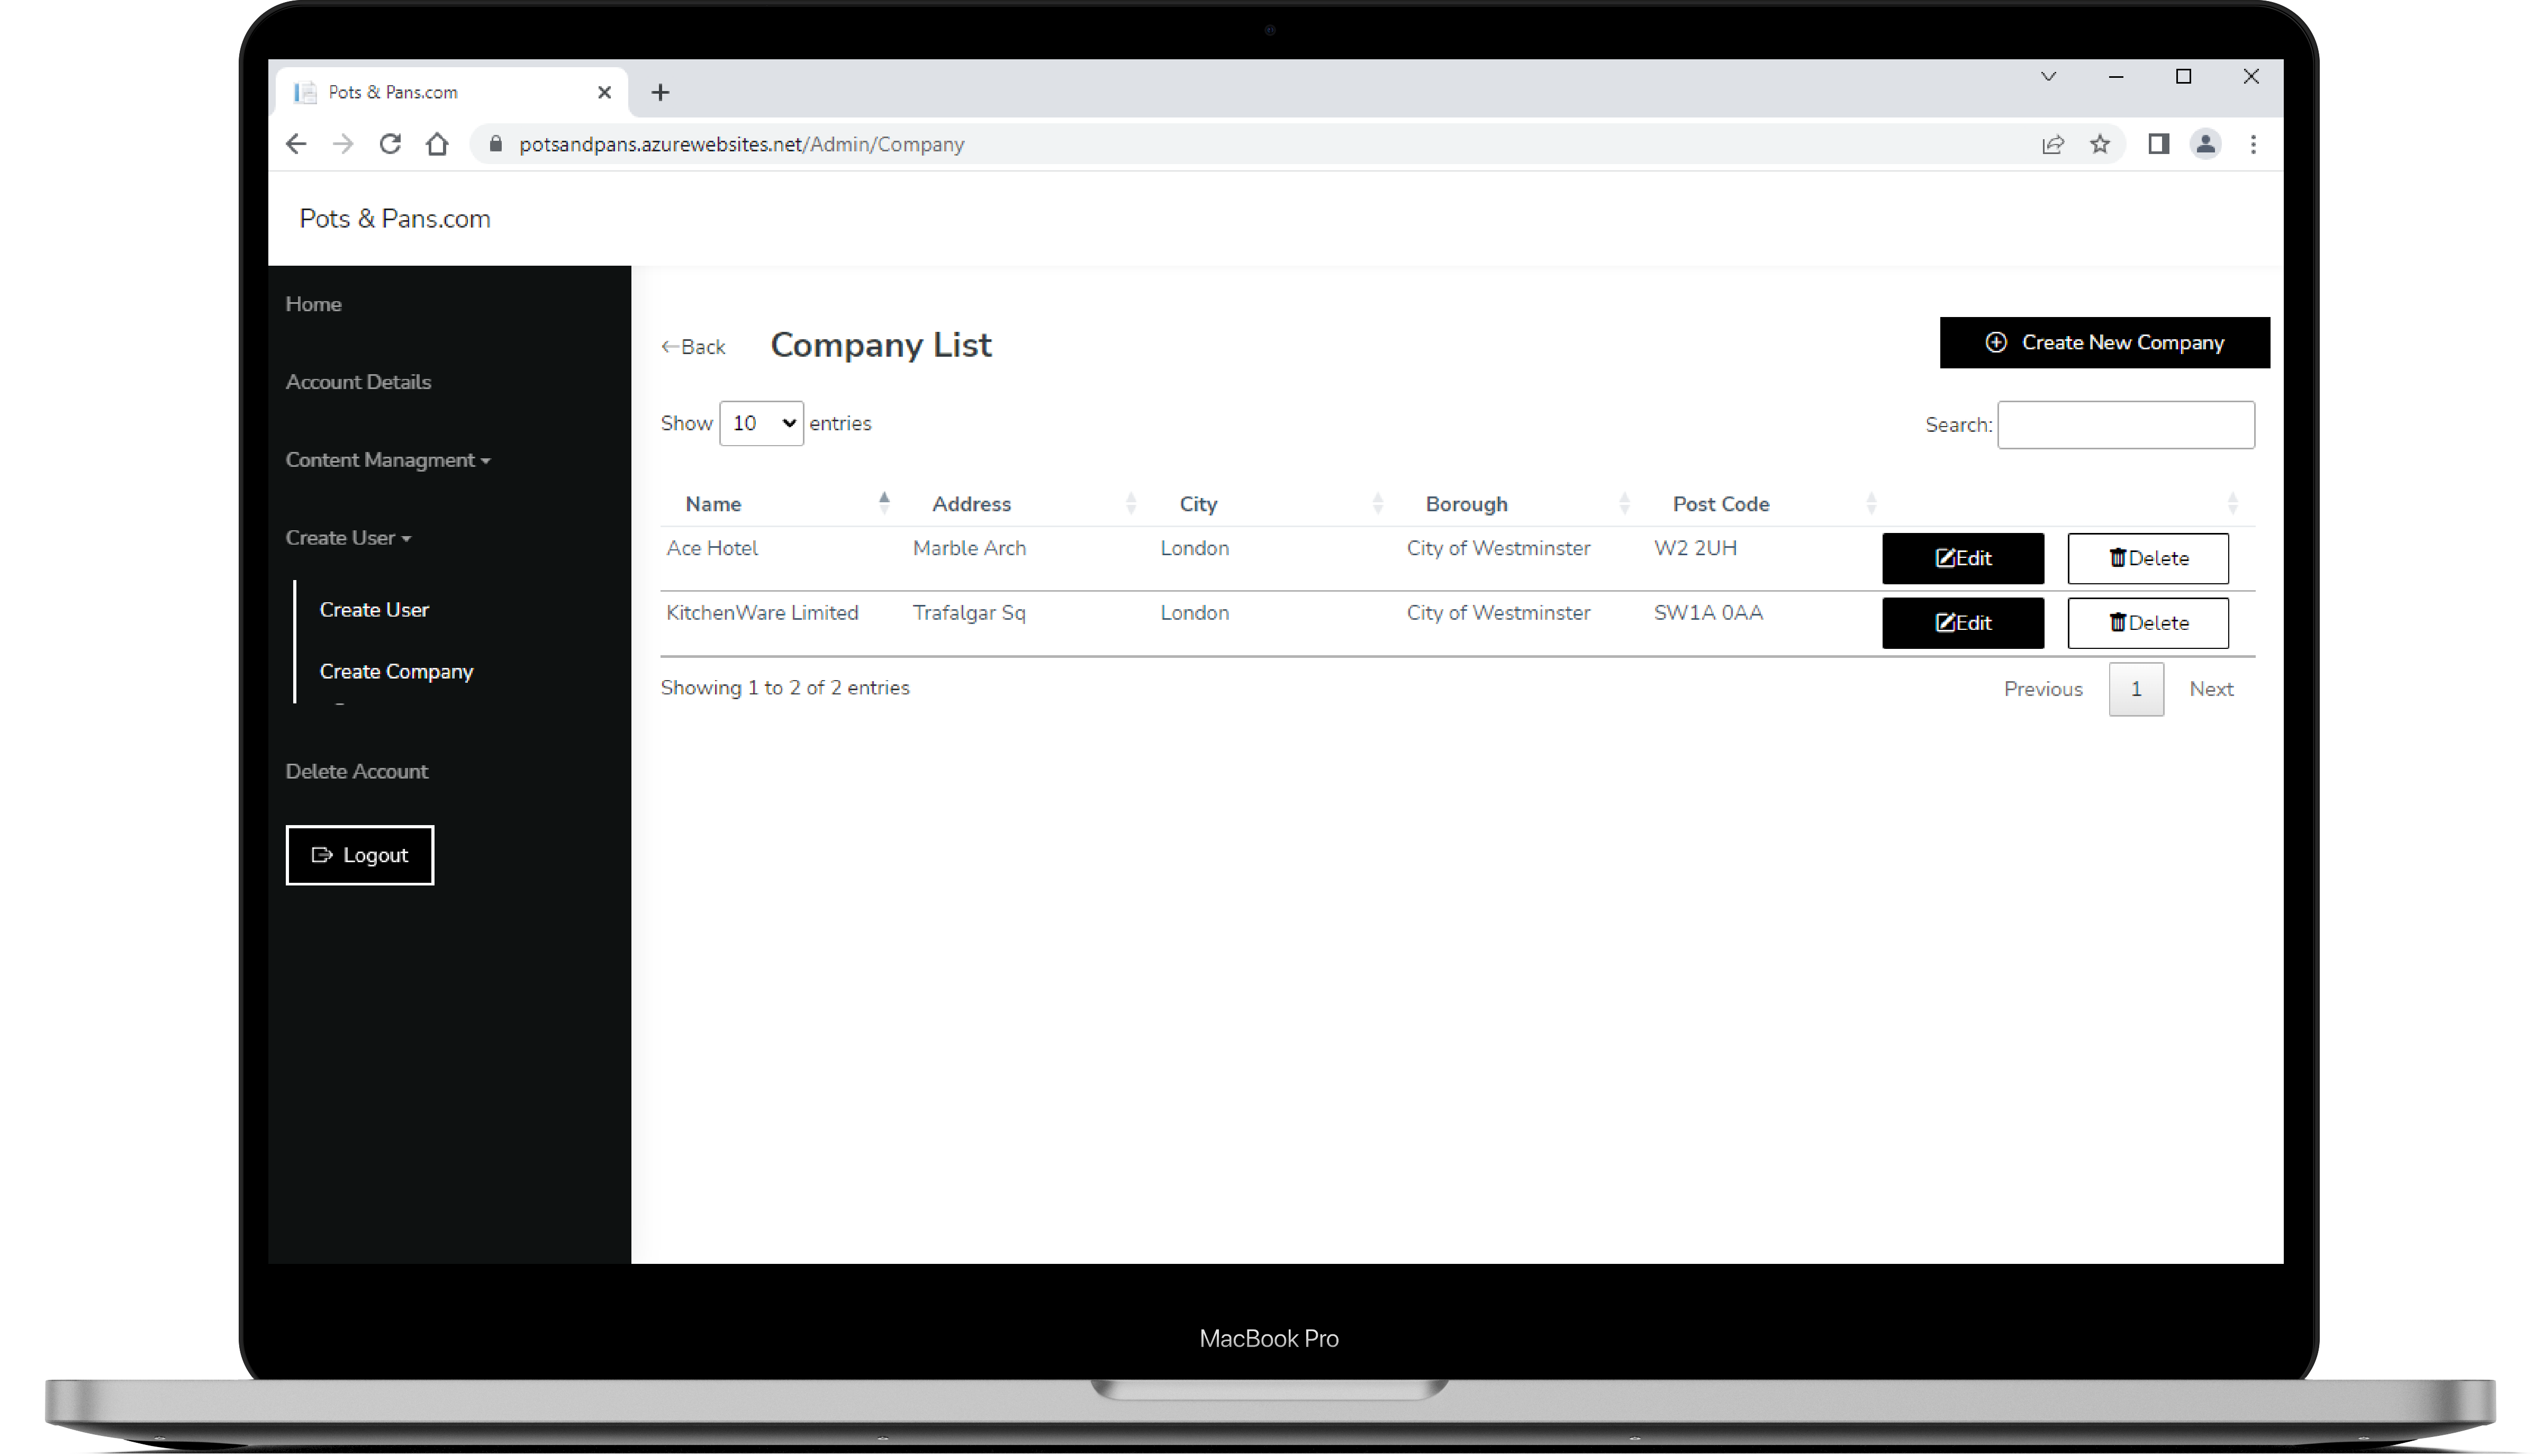 Pots & Pans.com
potsandpans.azurewebsites.net/Admin/Company
Pots & Pans.com
Home
Account Details
Content Managment
Create User
Create User
Create Company
Delete Account
Logout
←Back Company List
Create New Company
Show 10 entries
Search:
Name Address City Borough Post Code
Ace Hotel Marble Arch London City of Westminster W2 2UH Edit Delete
KitchenWare Limited Trafalgar Sq London City of Westminster SW1A 0AA Edit Delete
Showing 1 to 2 of 2 entries
Previous 1 Next
MacBook Pro